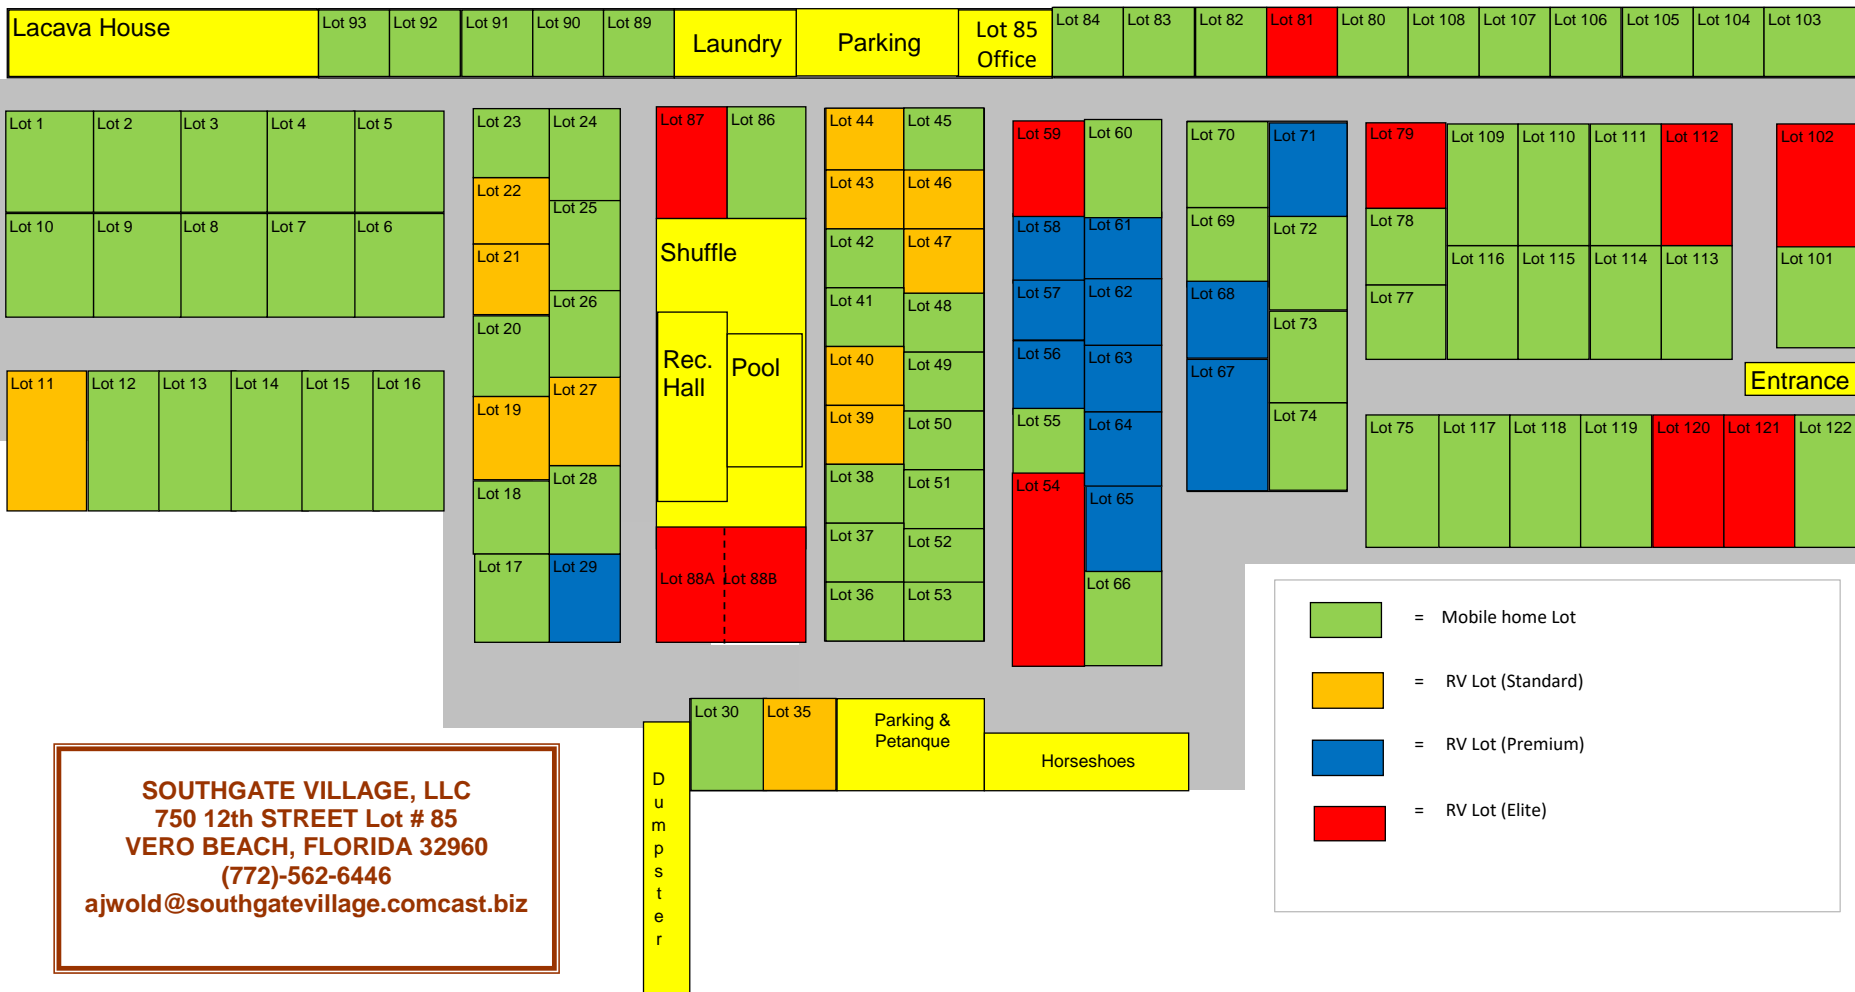 Lacava House
Lot 93
Lot 92
Lot 91
Lot 90
Lot 89
Laundry
Parking
Lot 85
Office
Lot 84
Lot 83
Lot 82
Lot 81
Lot 80
Lot 108
Lot 107
Lot 106
Lot 105
Lot 104
Lot 103
Lot 1
Lot 2
Lot 3
Lot 4
Lot 5
Lot 10
Lot 9
Lot 8
Lot 7
Lot 6
Lot 11
Lot 12
Lot 13
Lot 14
Lot 15
Lot 16
Lot 23
Lot 24
Lot 22
Lot 25
Lot 21
Lot 26
Lot 20
Lot 27
Lot 19
Lot 28
Lot 18
Lot 17
Lot 29
Lot 87
Lot 86
Shuffle
Rec.
Hall
Pool
Lot 88A
Lot 88B
Lot 44
Lot 45
Lot 43
Lot 46
Lot 42
Lot 47
Lot 41
Lot 48
Lot 40
Lot 49
Lot 39
Lot 50
Lot 38
Lot 51
Lot 37
Lot 52
Lot 36
Lot 53
Lot 59
Lot 60
Lot 58
Lot 61
Lot 57
Lot 62
Lot 56
Lot 63
Lot 55
Lot 64
Lot 54
Lot 65
Lot 66
Lot 70
Lot 71
Lot 69
Lot 72
Lot 68
Lot 73
Lot 67
Lot 74
Lot 79
Lot 109
Lot 110
Lot 111
Lot 112
Lot 102
Lot 78
Lot 116
Lot 115
Lot 114
Lot 113
Lot 101
Lot 77
Entrance
Lot 75
Lot 117
Lot 118
Lot 119
Lot 120
Lot 121
Lot 122
Lot 30
Lot 35
Parking &
Petanque
Horseshoes
D
u
m
p
s
t
e
r
= Mobile home Lot
= RV Lot (Standard)
= RV Lot (Premium)
= RV Lot (Elite)
SOUTHGATE VILLAGE, LLC
750 12th STREET Lot # 85
VERO BEACH, FLORIDA 32960
(772)-562-6446
ajwold@southgatevillage.comcast.biz